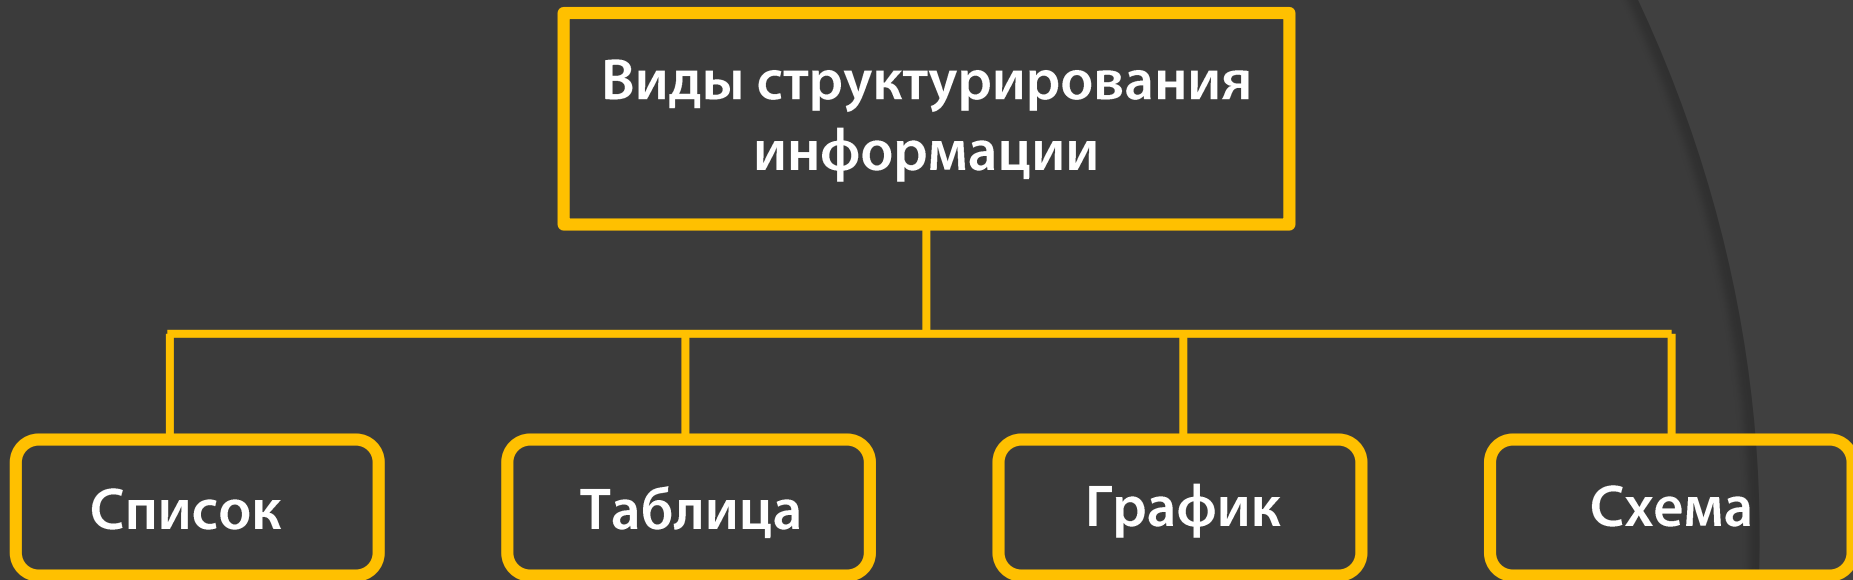 Виды структурирования
информации
Список
Таблица
График
Схема